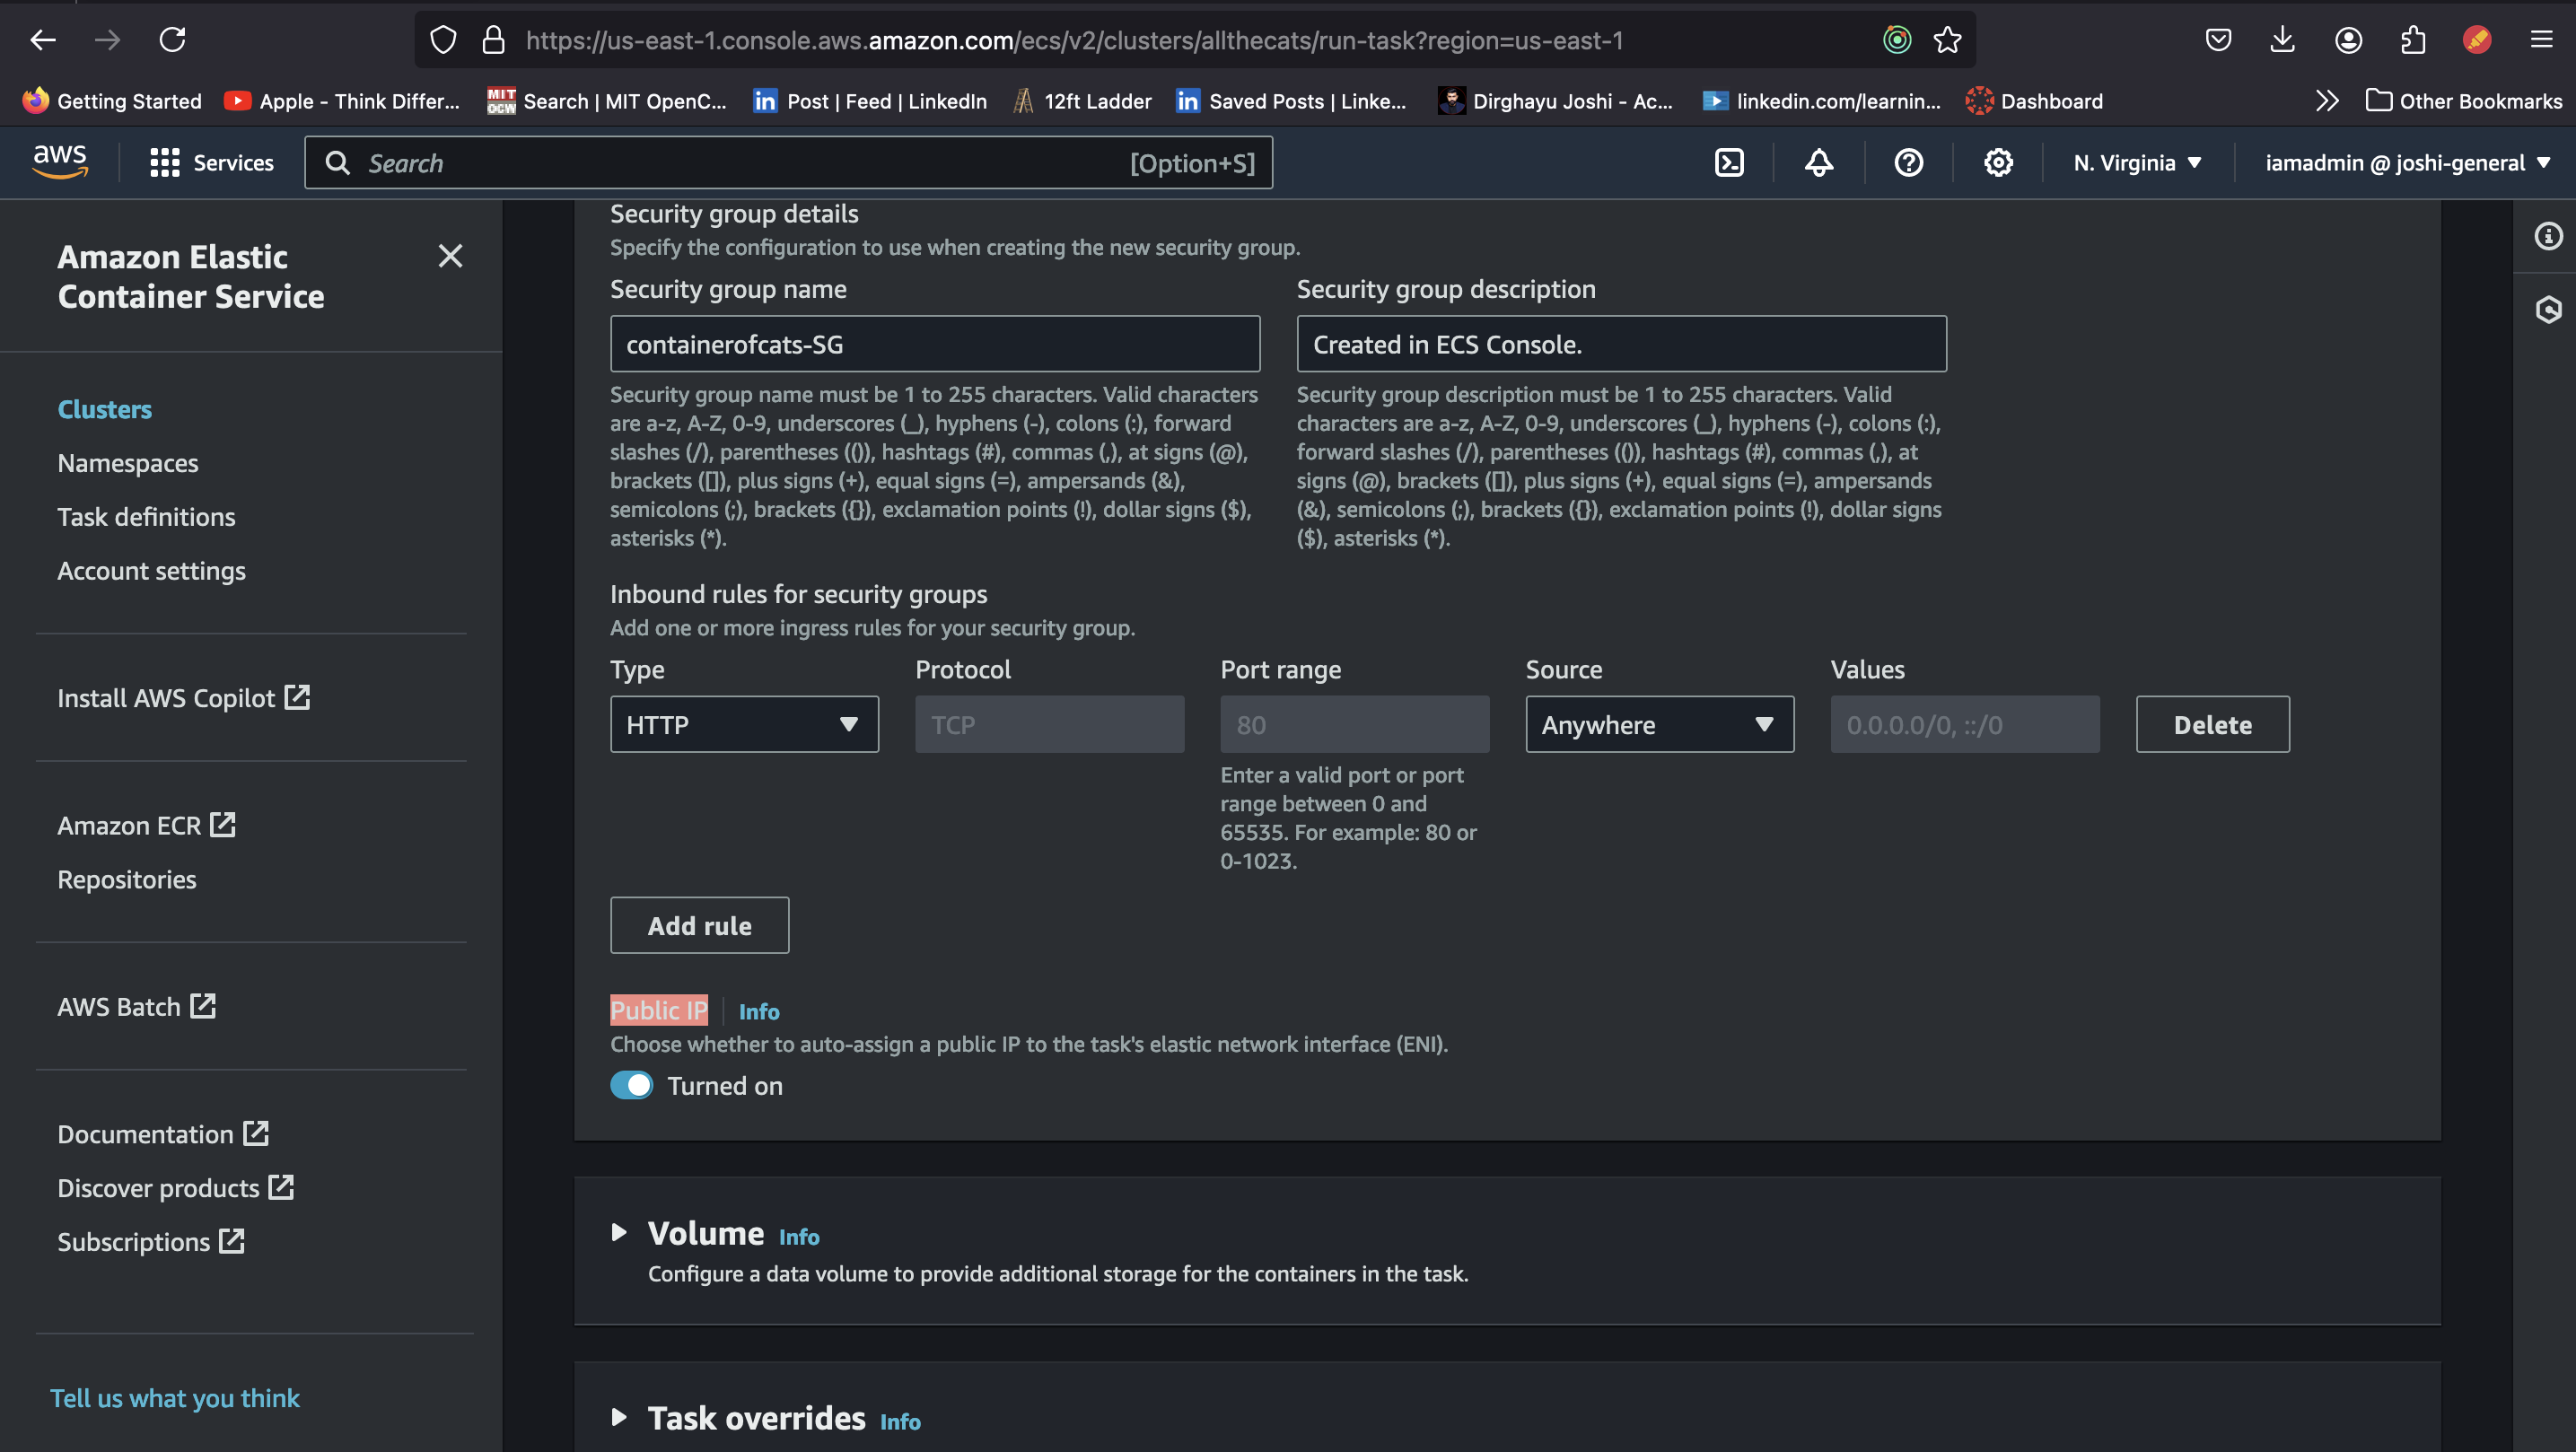 https://us-east-1.console.aws.amazon.com/ecs/v2/clusters/allthecats/run-task?region=us-east-1
Getting Started
Apple - Think Differ...
MIT OCW
Search | MIT OpenC...
in
Post | Feed | LinkedIn
12ft Ladder
in
Saved Posts | Linke...
Dirghayu Joshi - Ac...
linkedin.com/learnin...
Dashboard
Other Bookmarks
aws
Services
Search
[Option+S]
N. Virginia
iamadmin @ joshi-general
Amazon Elastic
Container Service
Clusters
Namespaces
Task definitions
Account settings
Install AWS Copilot
Amazon ECR
Repositories
AWS Batch
Documentation
Discover products
Subscriptions
Tell us what you think
Security group details
Specify the configuration to use when creating the new security group.
Security group name
containerofcats-SG
Security group name must be 1 to 255 characters. Valid characters
are a-z, A-Z, 0-9, underscores (_), hyphens (-), colons (:), forward
slashes (/), parentheses (()), hashtags (#), commas (,), at signs (@),
brackets ([]), plus signs (+), equal signs (=), ampersands (&),
semicolons (;), brackets ({}), exclamation points (!), dollar signs ($),
asterisks (*).
Security group description
Created in ECS Console.
Security group description must be 1 to 255 characters. Valid
characters are a-z, A-Z, 0-9, underscores (_), hyphens (-), colons (:),
forward slashes (/), parentheses (()), hashtags (#), commas (,), at
signs (@), brackets ([]), plus signs (+), equal signs (=), ampersands
(&), semicolons (;), brackets ({}), exclamation points (!), dollar signs
($), asterisks (*).
Inbound rules for security groups
Add one or more ingress rules for your security group.
Type
HTTP
Protocol
TCP
Port range
80
Enter a valid port or port
range between 0 and
65535. For example: 80 or
0-1023.
Source
Anywhere
Values
0.0.0.0/0, ::/0
Delete
Add rule
Public IP
Info
Choose whether to auto-assign a public IP to the task's elastic network interface (ENI).
Turned on
Volume Info
Configure a data volume to provide additional storage for the containers in the task.
Task overrides Info